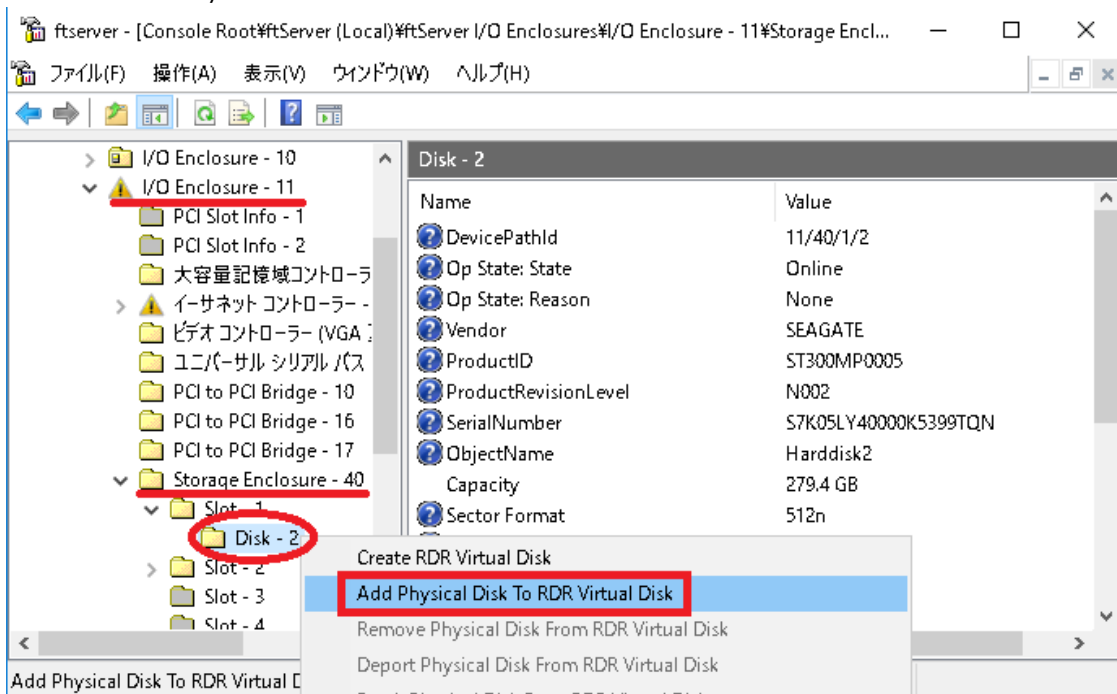 ftserver - [Console Root¥ftServer (Local)¥ftServer I/O Enclosures¥I/O Enclosure - 11¥Storage Encl...
ファイル(F) 操作(A) 表示(V) ウィンドウ(W) ヘルプ(H)
I/O Enclosure - 10
I/O Enclosure - 11
PCI Slot Info - 1
PCI Slot Info - 2
大容量記憶域コントローラ
イーサネット コントローラー -
ビデオ コントローラー (VGA
ユニバーサル シリアル バス
PCI to PCI Bridge - 10
PCI to PCI Bridge - 16
PCI to PCI Bridge - 17
Storage Enclosure - 40
Slot - 1
Disk - 2
Slot - 2
Slot - 3
Slot - 4
Disk - 2
Name Value
DevicePathId 11/40/1/2
Op State: State Online
Op State: Reason None
Vendor SEAGATE
ProductID ST300MP0005
ProductRevisionLevel N002
SerialNumber S7K05LY40000K5399TQN
ObjectName Harddisk2
Capacity 279.4 GB
Sector Format 512n
Create RDR Virtual Disk
Add Physical Disk To RDR Virtual Disk
Remove Physical Disk From RDR Virtual Disk
Deport Physical Disk From RDR Virtual Disk
Add Physical Disk To RDR Virtual